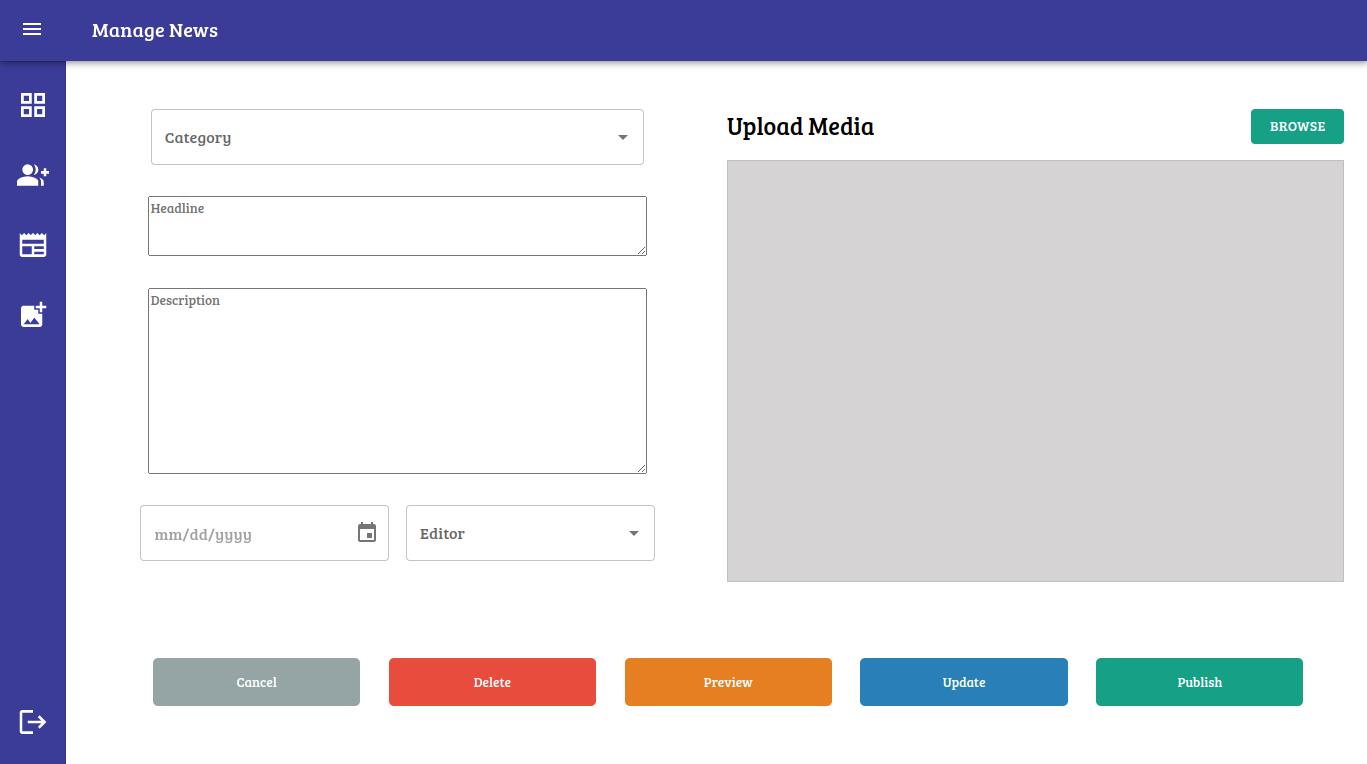 Manage News
Category
Headline
Description
mm/dd/yyyy
Editor
Upload Media
BROWSE
Cancel
Delete
Preview
Update
Publish